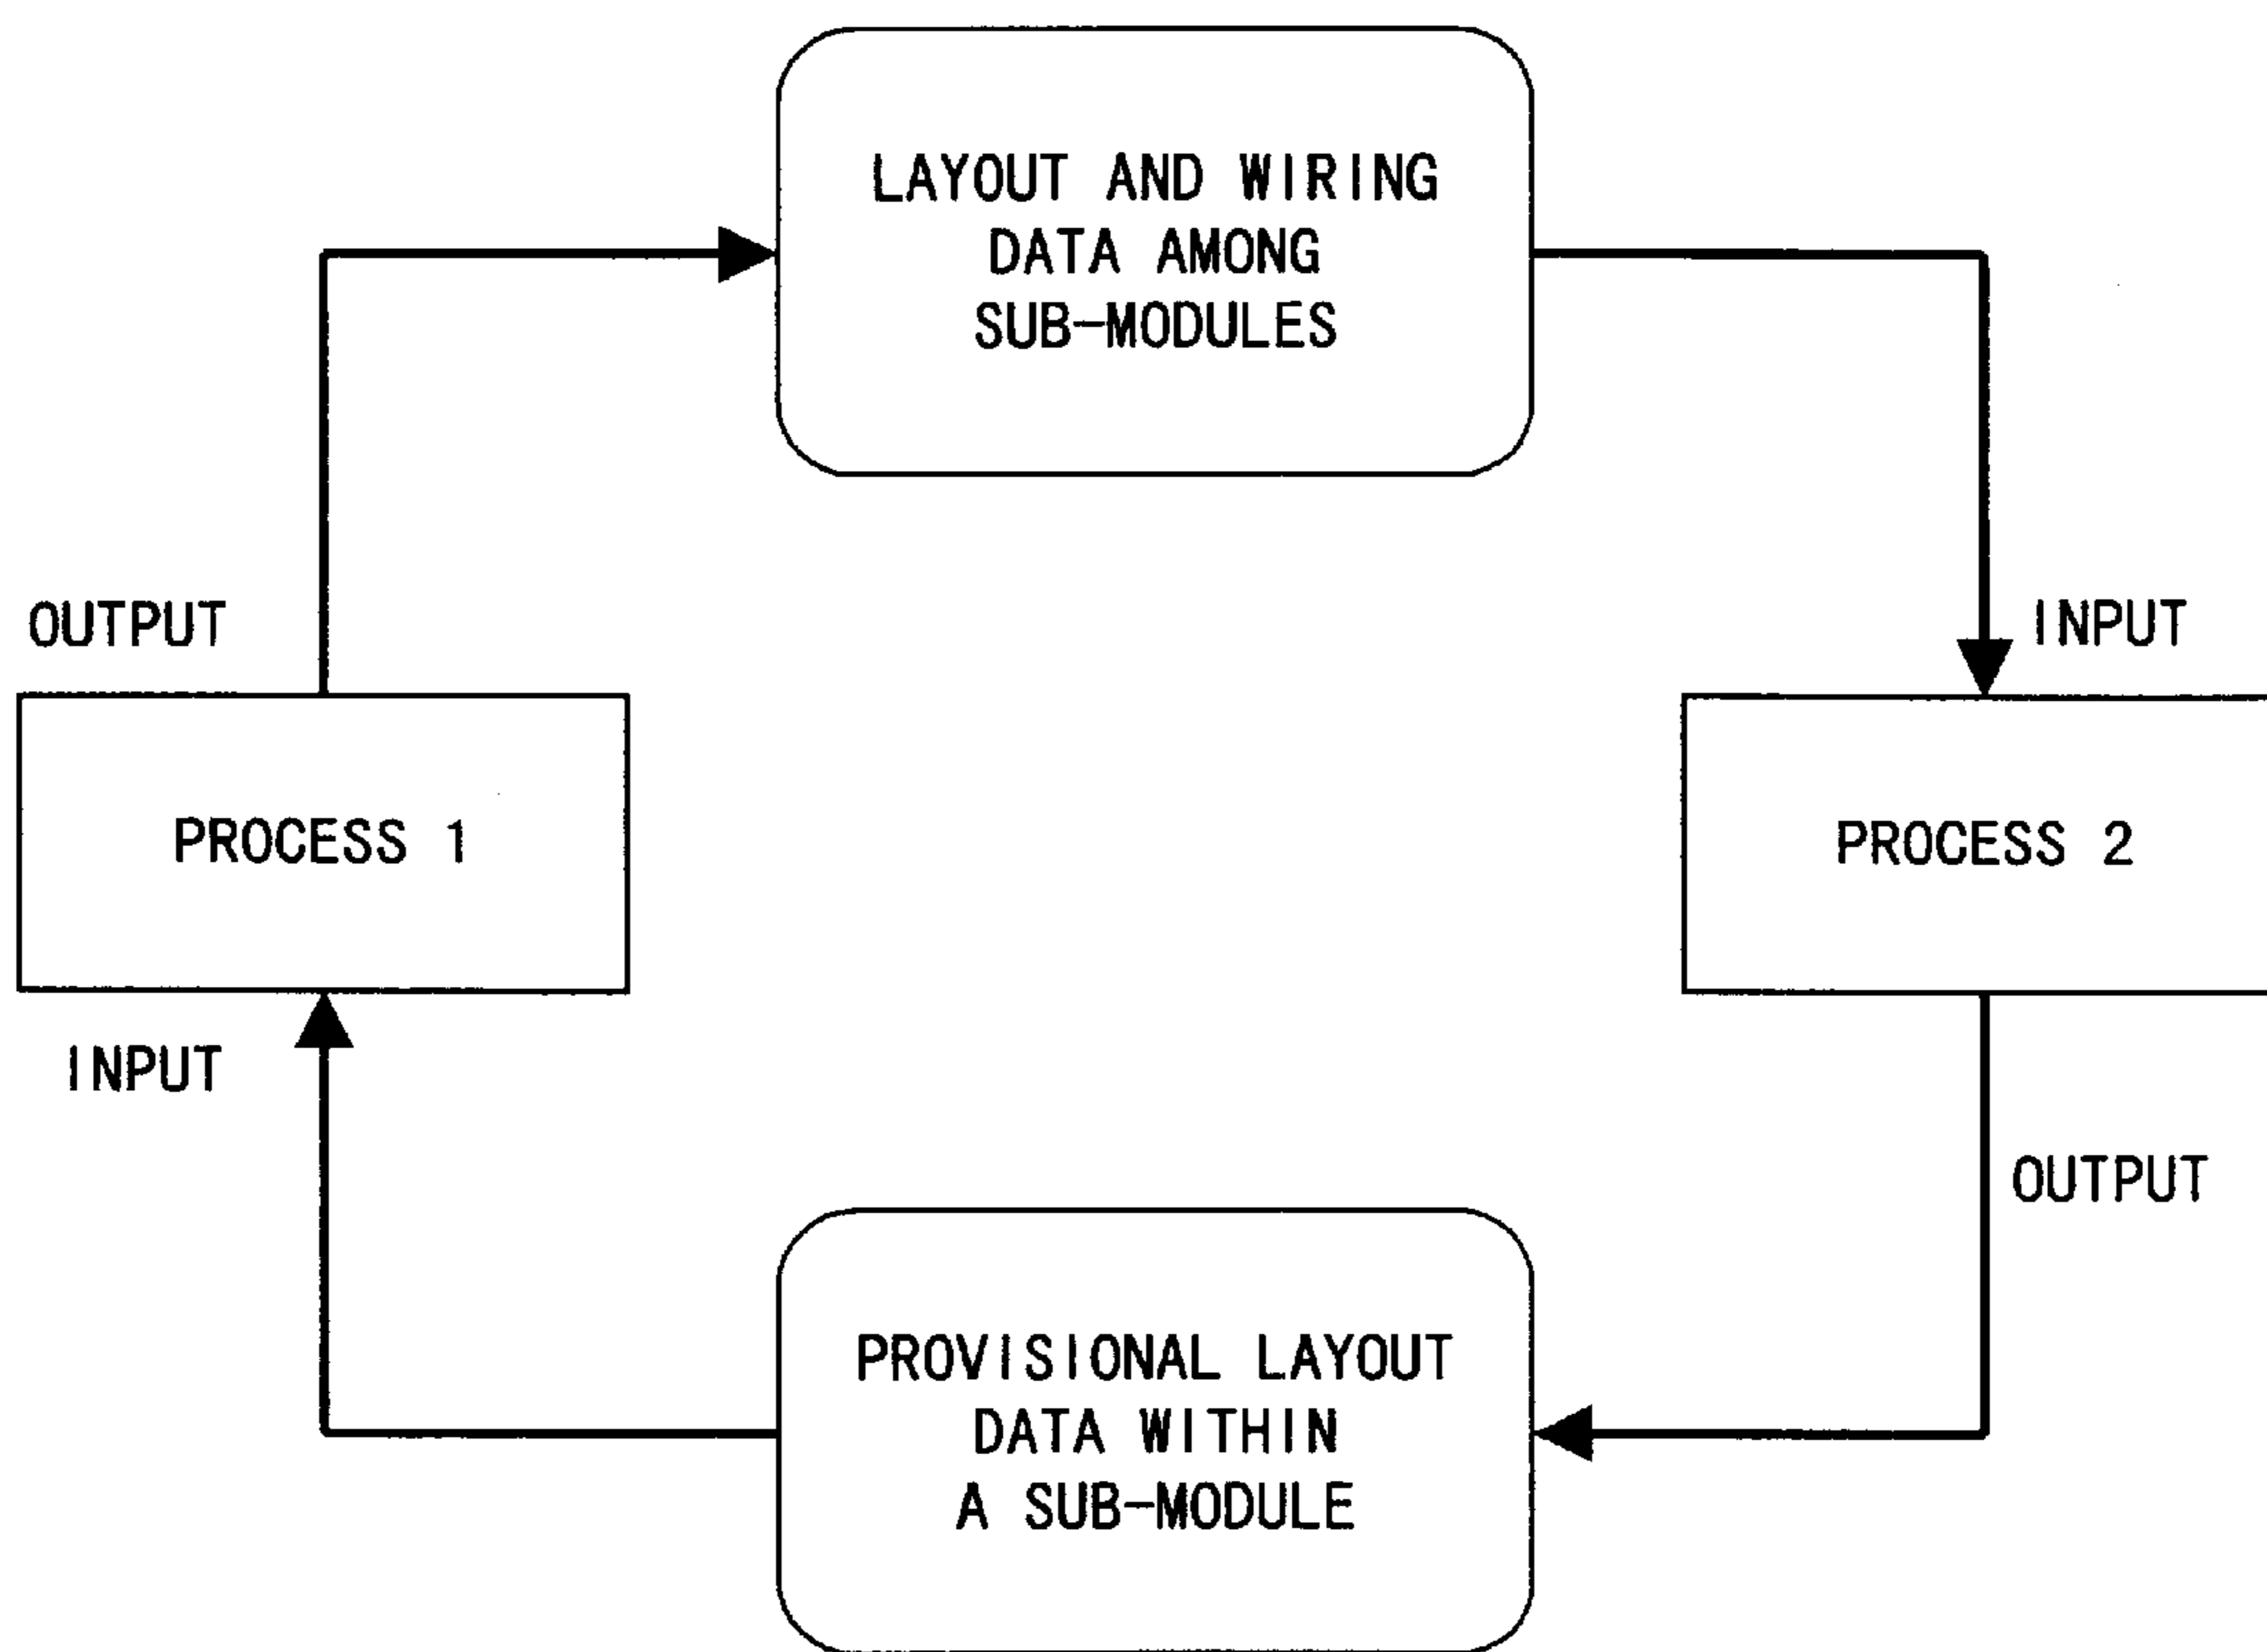 LAYOUT AND WIRING
DATA AMONG
SUB-MODULES
OUTPUT
INPUT
PROCESS 1
PROCESS 2
INPUT
OUTPUT
PROVISIONAL LAYOUT
DATA WITHIN
A SUB-MODULE